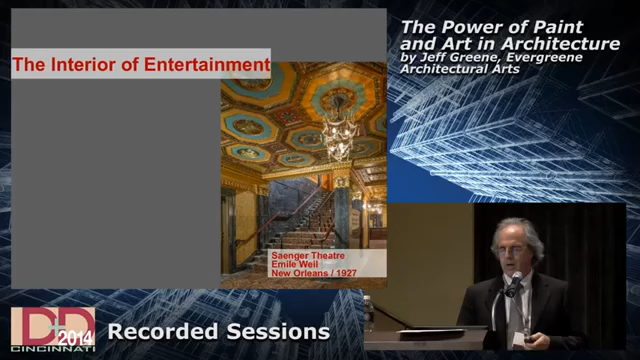 The Interior of Entertainment
Saenger Theatre
Emile Weil
New Orleans / 1927
The Power of Paint
and Art in Architecture
by Jeff Greene, Evergreene
Architectural Arts
D+D
2014
CINCINNATI
Recorded Sessions